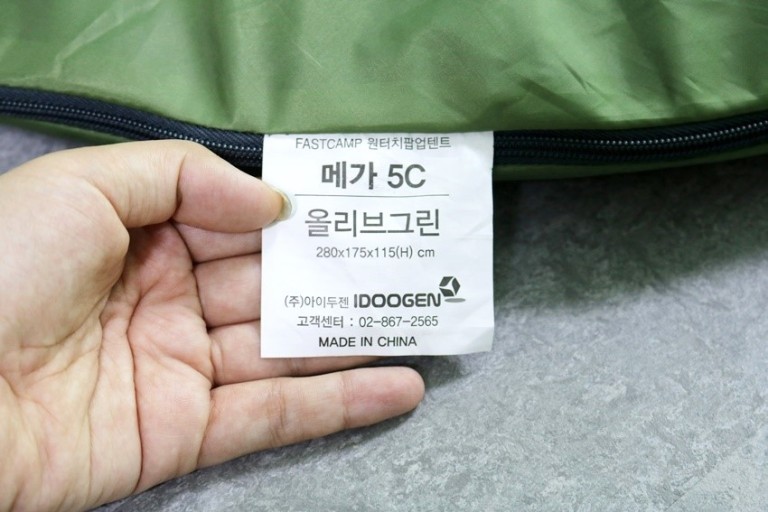 FASTCAMP 원터치팝업텐트
메가 5C
올리브그린
280x175x115(H) cm
(주)아이두젠 IDOOGEN
고객센터 : 02-867-2565
MADE IN CHINA